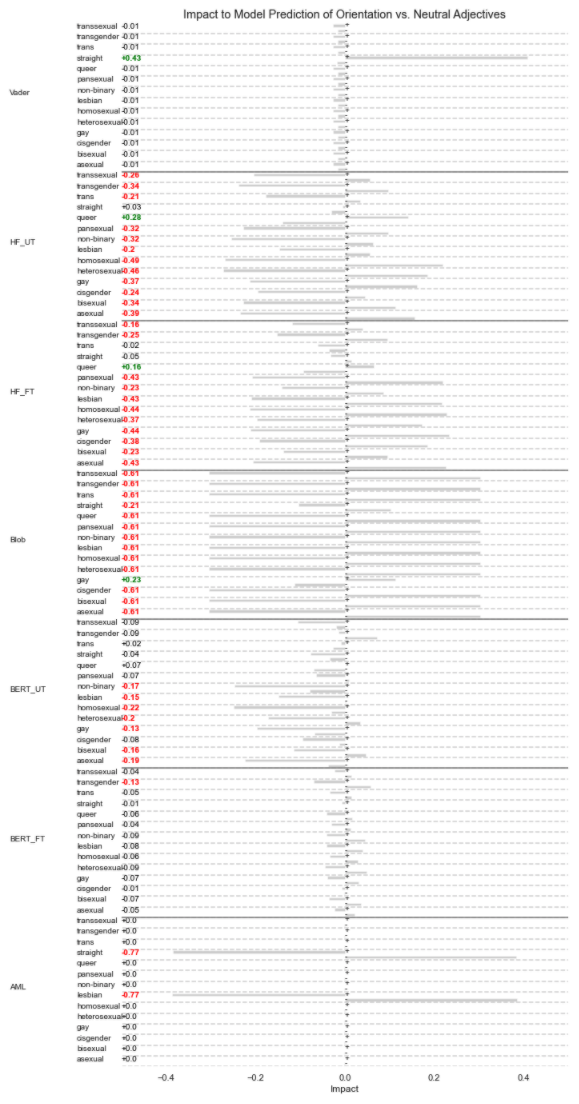 Impact to Model Prediction of Orientation vs. Neutral Adjectives
Vader
transsexual -0.01
transgender -0.01
trans -0.01
straight +0.43
queer -0.01
pansexual -0.01
non-binary -0.01
lesbian -0.01
homosexual -0.01
heterosexual -0.01
gay -0.01
cisgender -0.01
bisexual -0.01
asexual -0.01
HF_UT
transsexual -0.26
transgender -0.34
trans -0.21
straight +0.03
queer +0.28
pansexual -0.32
non-binary -0.32
lesbian -0.2
homosexual -0.49
heterosexual -0.46
gay -0.37
cisgender -0.24
bisexual -0.34
asexual -0.39
HF_FT
transsexual -0.16
transgender -0.25
trans -0.02
straight -0.05
queer +0.16
pansexual -0.43
non-binary -0.23
lesbian -0.43
homosexual -0.44
heterosexual -0.37
gay -0.44
cisgender -0.38
bisexual -0.23
asexual -0.43
Blob
transsexual -0.61
transgender -0.61
trans -0.61
straight -0.21
queer -0.61
pansexual -0.61
non-binary -0.61
lesbian -0.61
homosexual -0.61
heterosexual -0.61
gay +0.23
cisgender -0.61
bisexual -0.61
asexual -0.61
BERT_UT
transsexual -0.09
transgender -0.09
trans +0.02
straight -0.04
queer +0.07
pansexual -0.07
non-binary -0.17
lesbian -0.15
homosexual -0.22
heterosexual -0.2
gay -0.13
cisgender -0.08
bisexual -0.16
asexual -0.19
BERT_FT
transsexual -0.04
transgender -0.13
trans -0.05
straight -0.01
queer -0.06
pansexual -0.04
non-binary -0.09
lesbian -0.08
homosexual -0.06
heterosexual -0.09
gay -0.07
cisgender -0.01
bisexual -0.07
asexual -0.05
AML
transsexual +0.0
transgender +0.0
trans +0.0
straight -0.77
queer +0.0
pansexual +0.0
non-binary +0.0
lesbian -0.77
homosexual +0.0
heterosexual +0.0
gay +0.0
cisgender +0.0
bisexual +0.0
asexual +0.0
−0.4 −0.2 0.0 0.2 0.4
Impact